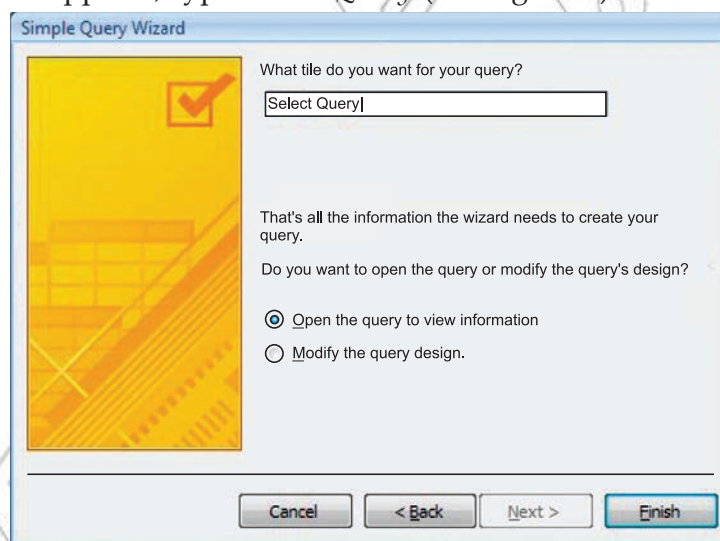 Simple Query Wizard
What tile do you want for your query?
Select Query
That's all the information the wizard needs to create your
query.
Do you want to open the query or modify the query's design?
Open the query to view information
Modify the query design.
Cancel
< Back
Next >
Finish